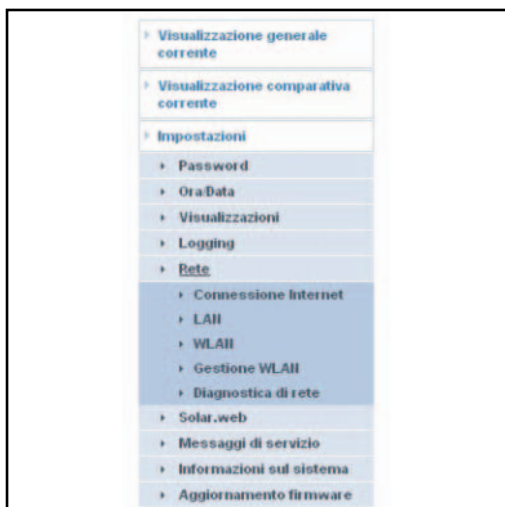 Visualizzazione generale
corrente
Visualizzazione comparativa
corrente
Impostazioni
Password
Ora/Data
Visualizzazioni
Logging
Rete
Connessione Internet
LAN
WLAN
Gestione WLAN
Diagnostica di rete
Solar.web
Messaggi di servizio
Informazioni sul sistema
Aggiornamento firmware